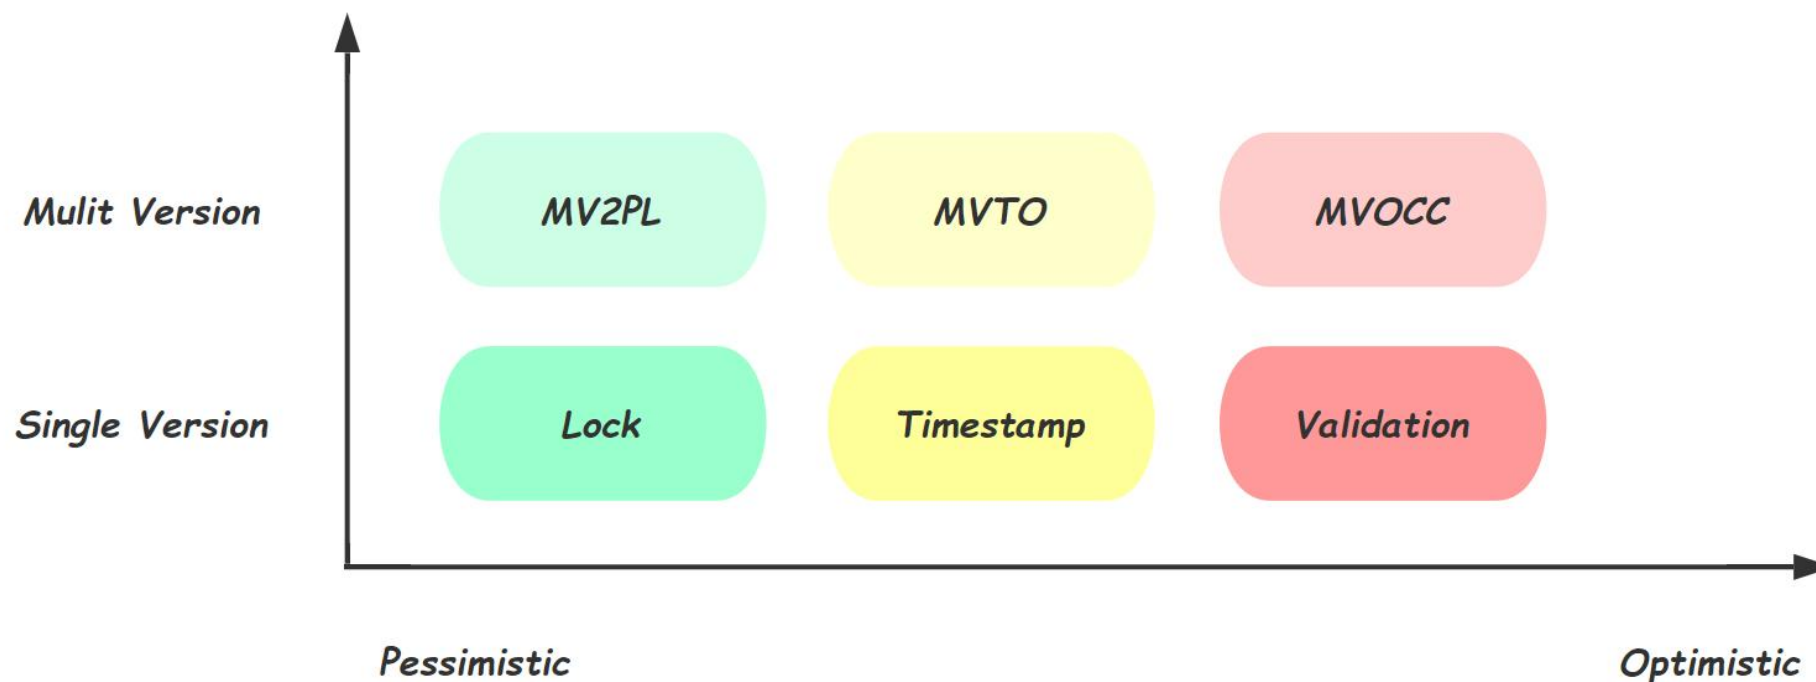 Mulit Version MV2PL MVTO MVOCC
Single Version Lock Timestamp Validation
Pessimistic Optimistic